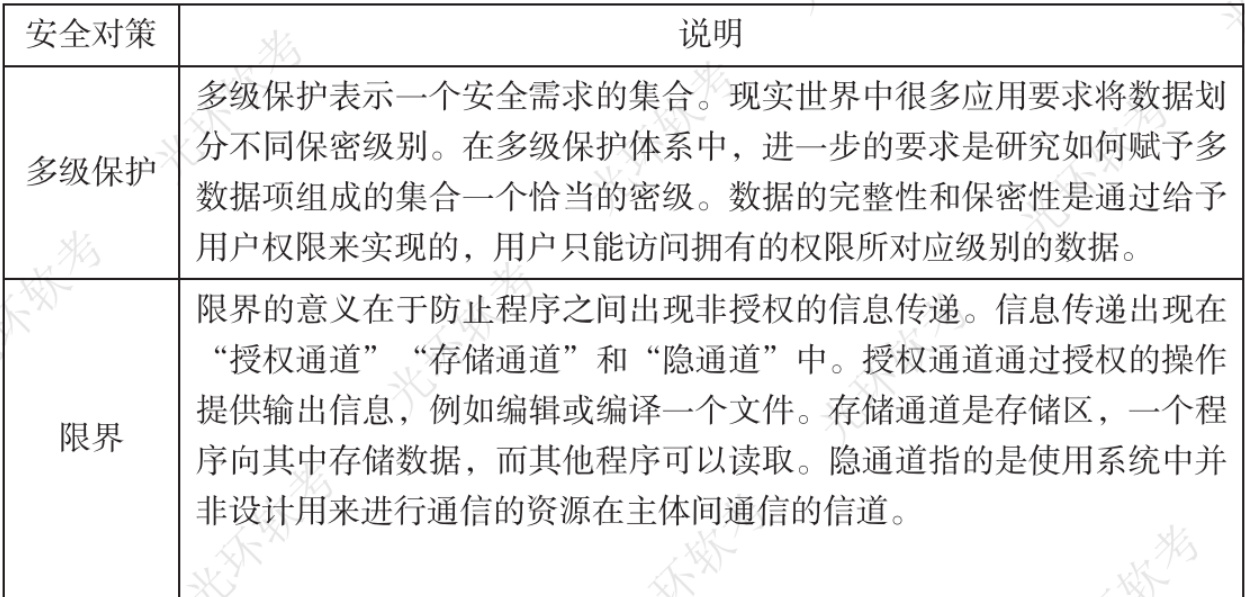 安全对策
说明
多级保护
多级保护表示一个安全需求的集合。现实世界中很多应用要求将数据划
分不同保密级别。在多级保护体系中，进一步的要求是研究如何赋予多
数据项组成的集合一个恰当的密级。数据的完整性和保密性是通过给予
用户权限来实现的，用户只能访问拥有的权限所对应级别的数据。
限界
限界的意义在于防止程序之间出现非授权的信息传递。信息传递出现在
“授权通道”“存储通道”和“隐通道”中。授权通道通过授权的操作
提供输出信息，例如编辑或编译一个文件。存储通道是存储区，一个程
序向其中存储数据，而其他程序可以读取。隐通道指的是使用系统中并
非设计用来进行通信的资源在主体间通信的信道。
光环软考